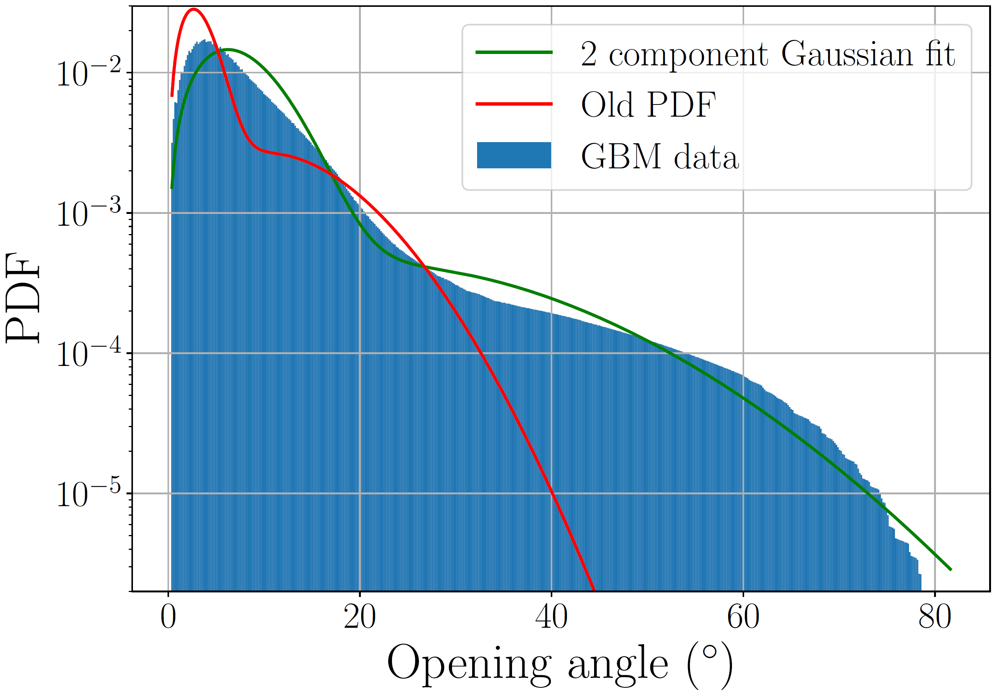 2 component Gaussian fit
Old PDF
GBM data
PDF
10⁻²
10⁻³
10⁻⁴
10⁻⁵
0 20 40 60 80
Opening angle (°)